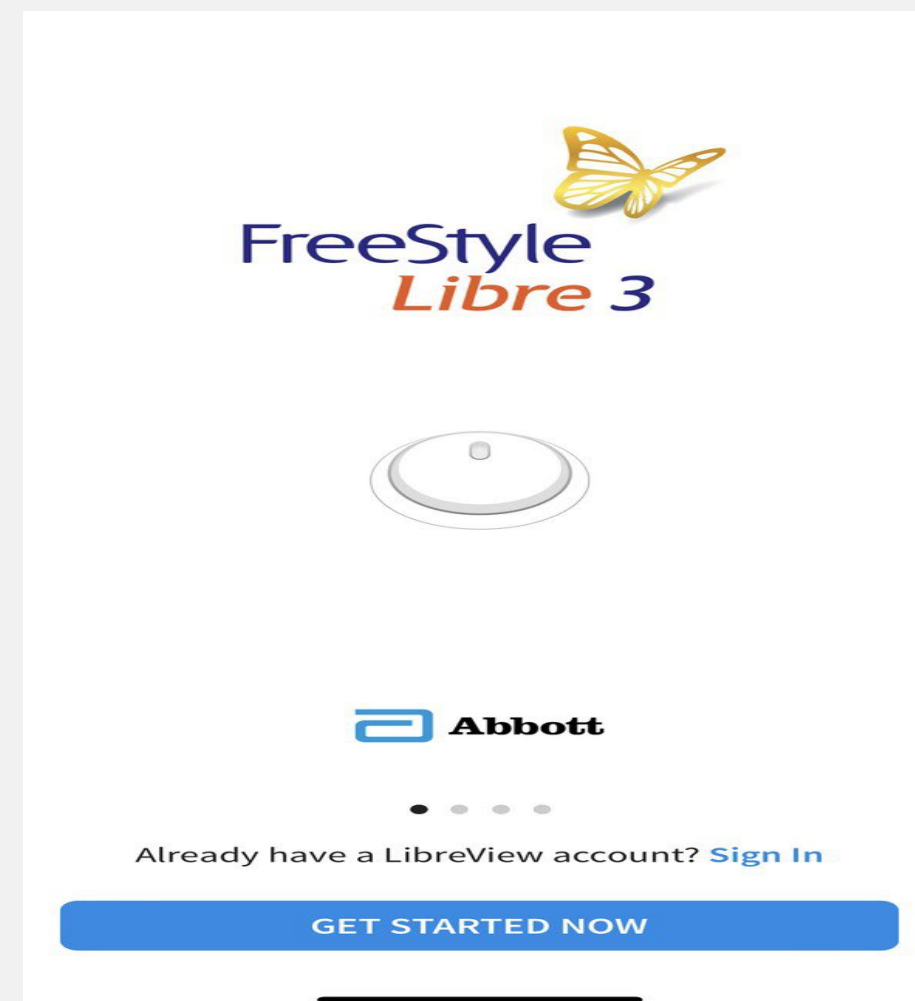 FreeStyle
Libre 3
Abbott
Already have a LibreView account? Sign In
GET STARTED NOW